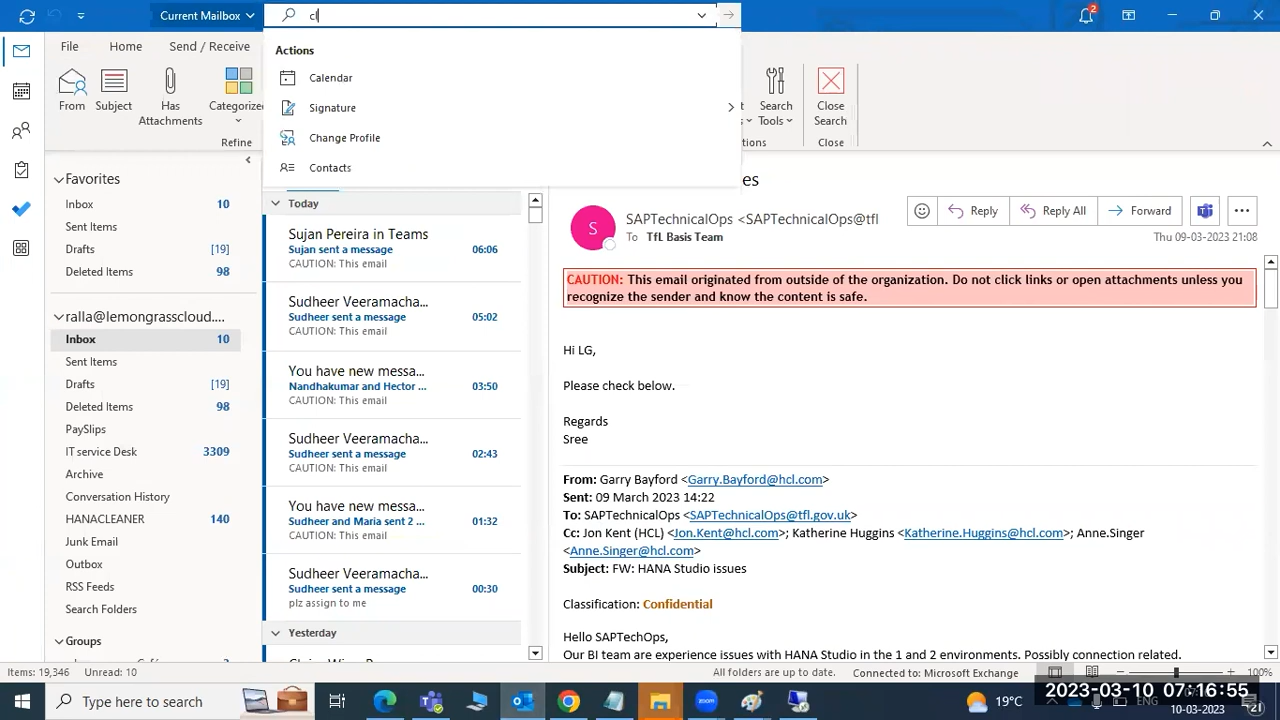 Current Mailbox
cl
2
File
Home
Send / Receive
Actions
Calendar
Signature
Change Profile
Contacts
From
Subject
Has
Attachments
Categorized
Refine
Search
Tools
Close
Search
Close
Favorites
Inbox 10
Sent Items
Drafts [19]
Deleted Items 98
ralla@lemongrasscloud....
Inbox 10
Sent Items
Drafts [19]
Deleted Items 98
PaySlips
IT service Desk 3309
Archive
Conversation History
HANACLEANER 140
Junk Email
Outbox
RSS Feeds
Search Folders
Groups
Today
Sujan Pereira in Teams
Sujan sent a message 06:06
CAUTION: This email
Sudheer Veeramacha...
Sudheer sent a message 05:02
CAUTION: This email
You have new messa...
Nandhakumar and Hector ... 03:50
CAUTION: This email
Sudheer Veeramacha...
Sudheer sent a message 02:43
CAUTION: This email
You have new messa...
Sudheer and Maria sent 2 ... 01:32
CAUTION: This email
Sudheer Veeramacha...
Sudheer sent a message 00:30
plz assign to me
Yesterday
es
S
SAPTechnicalOps <SAPTechnicalOps@tfl
To TfL Basis Team
Reply
Reply All
Forward
Thu 09-03-2023 21:08
CAUTION: This email originated from outside of the organization. Do not click links or open attachments unless you
recognize the sender and know the content is safe.
Hi LG,
Please check below.
Regards
Sree
From: Garry Bayford <Garry.Bayford@hcl.com>
Sent: 09 March 2023 14:22
To: SAPTechnicalOps <SAPTechnicalOps@tfl.gov.uk>
Cc: Jon Kent (HCL) <Jon.Kent@hcl.com>; Katherine Huggins <Katherine.Huggins@hcl.com>; Anne.Singer
<Anne.Singer@hcl.com>
Subject: FW: HANA Studio issues
Classification: Confidential
Hello SAPTechOps,
Our BI team are experience issues with HANA Studio in the 1 and 2 environments. Possibly connection related.
Items: 19,346 Unread: 10
All folders are up to date.
Connected to: Microsoft Exchange
100%
Type here to search
19°C
2023-03-10 07:16:55
ENG
10-03-2023
21